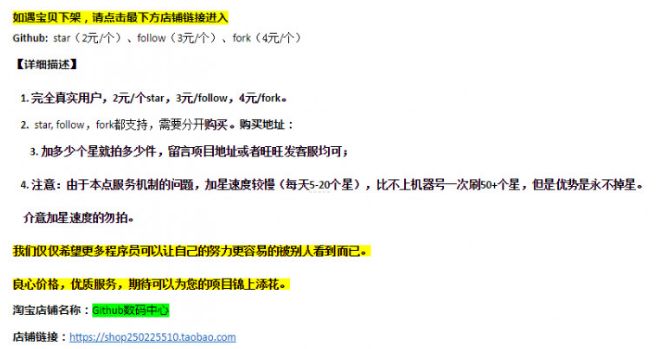 如遇宝贝下架，请点击最下方店铺链接进入
Github: star（2元/个）、follow（3元/个）、fork（4元/个）
【详细描述】
1. 完全真实用户，2元/个star，3元/follow，4元/fork。
2. star, follow，fork都支持，需要分开购买。购买地址：
3. 加多少个星就拍多少件，留言项目地址或者旺旺发客服均可；
4. 注意：由于本点服务机制的问题，加星速度较慢（每天5-20个星），比不上机器号一次刷50+个星，但是优势是永不掉星。
介意加星速度的勿拍。
我们仅仅希望更多程序员可以让自己的努力更容易的被别人看到而已。
良心价格，优质服务，期待可以为您的项目锦上添花。
淘宝店铺名称：Github数码中心
店铺链接：https://shop250225510.taobao.com